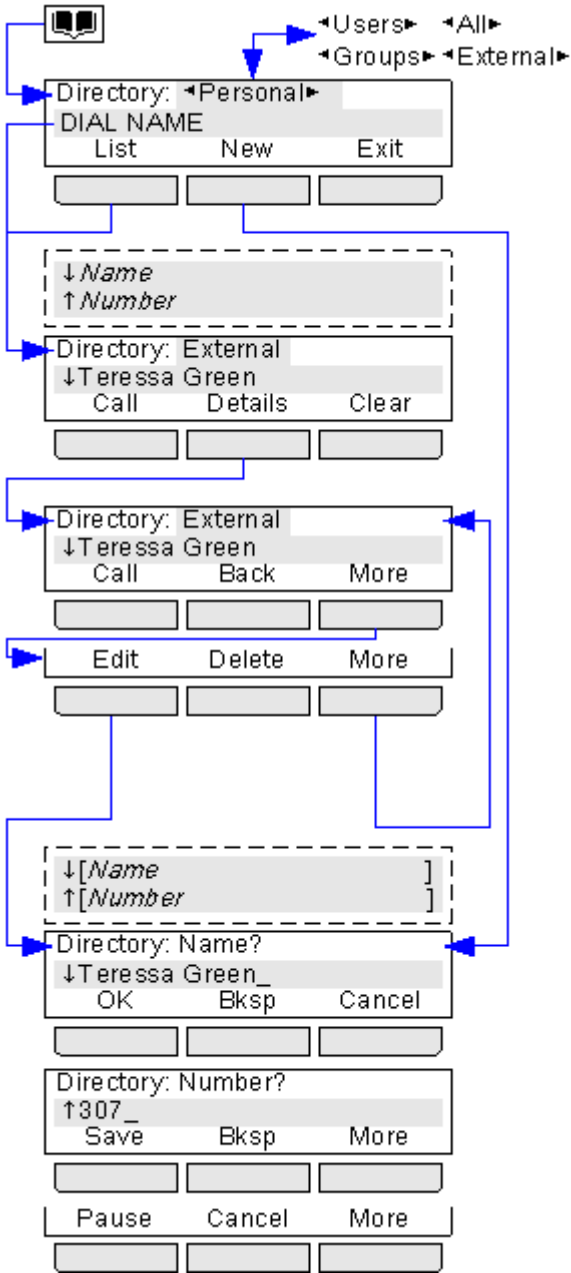 ◂Users▸ ◂All▸
◂Groups▸ ◂External▸
Directory: ◂Personal▸
DIAL NAME
List New Exit
↓Name
↑Number
Directory: External
↓Teressa Green
Call Details Clear
Directory: External
↓Teressa Green
Call Back More
Edit Delete More
↓[Name ]
↑[Number ]
Directory: Name?
↓Teressa Green_
OK Bksp Cancel
Directory: Number?
↑307_
Save Bksp More
Pause Cancel More